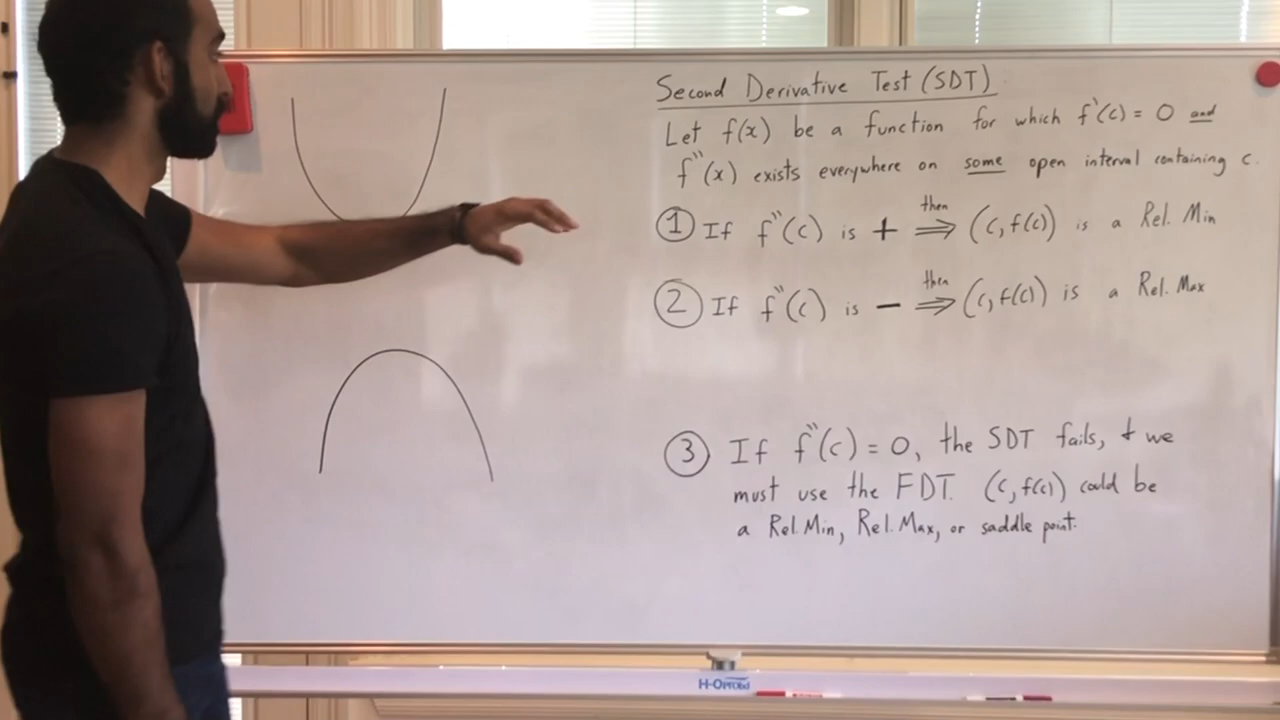 Second Derivative Test (SDT)
Let f(x) be a function for which f'(c) = 0 and
f''(x) exists everywhere on some open interval containing c.
① If f''(c) is + then ⟹ (c, f(c)) is a Rel. Min
② If f''(c) is − then ⟹ (c, f(c)) is a Rel. Max
③ If f''(c) = 0, the SDT fails, + we
must use the FDT. (c, f(c)) could be
a Rel. Min, Rel. Max, or saddle point.